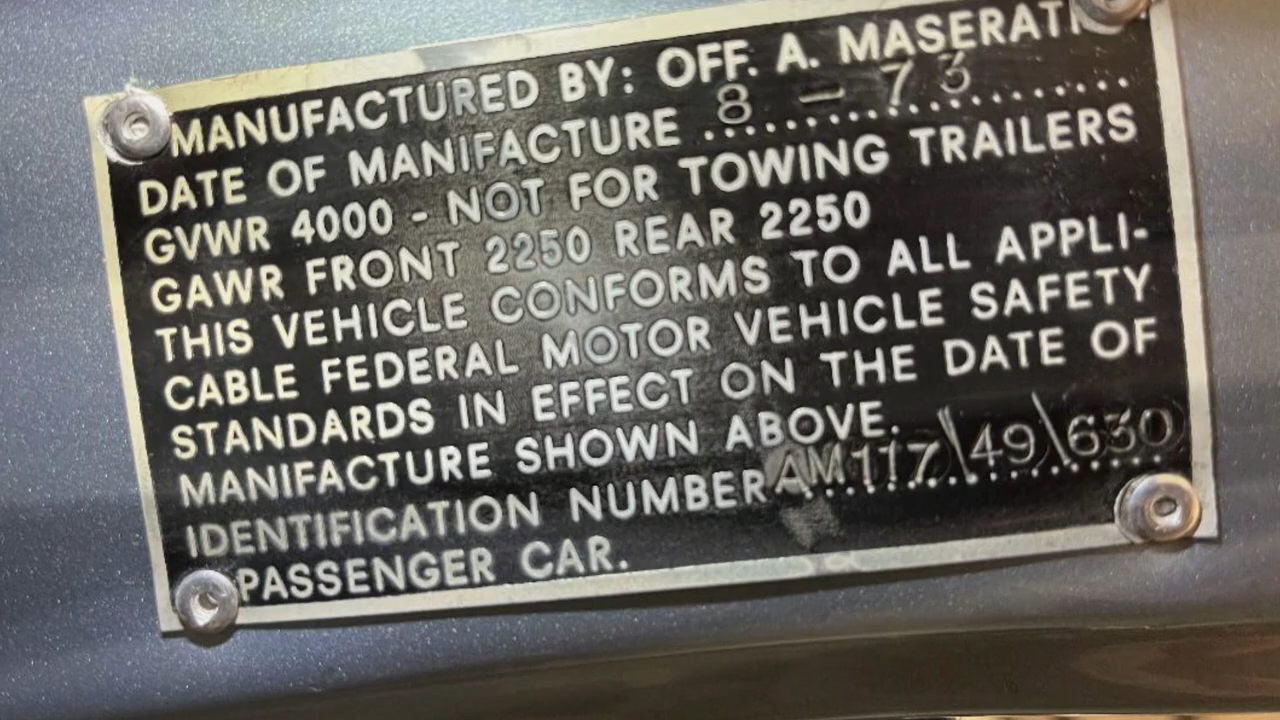 MANUFACTURED BY: OFF. A. MASERATI
DATE OF MANIFACTURE 8 - 73
GVWR 4000 - NOT FOR TOWING TRAILERS
GAWR FRONT 2250 REAR 2250
THIS VEHICLE CONFORMS TO ALL APPLI-
CABLE FEDERAL MOTOR VEHICLE SAFETY
STANDARDS IN EFFECT ON THE DATE OF
MANIFACTURE SHOWN ABOVE.
IDENTIFICATION NUMBER AM117\49\630
PASSENGER CAR.